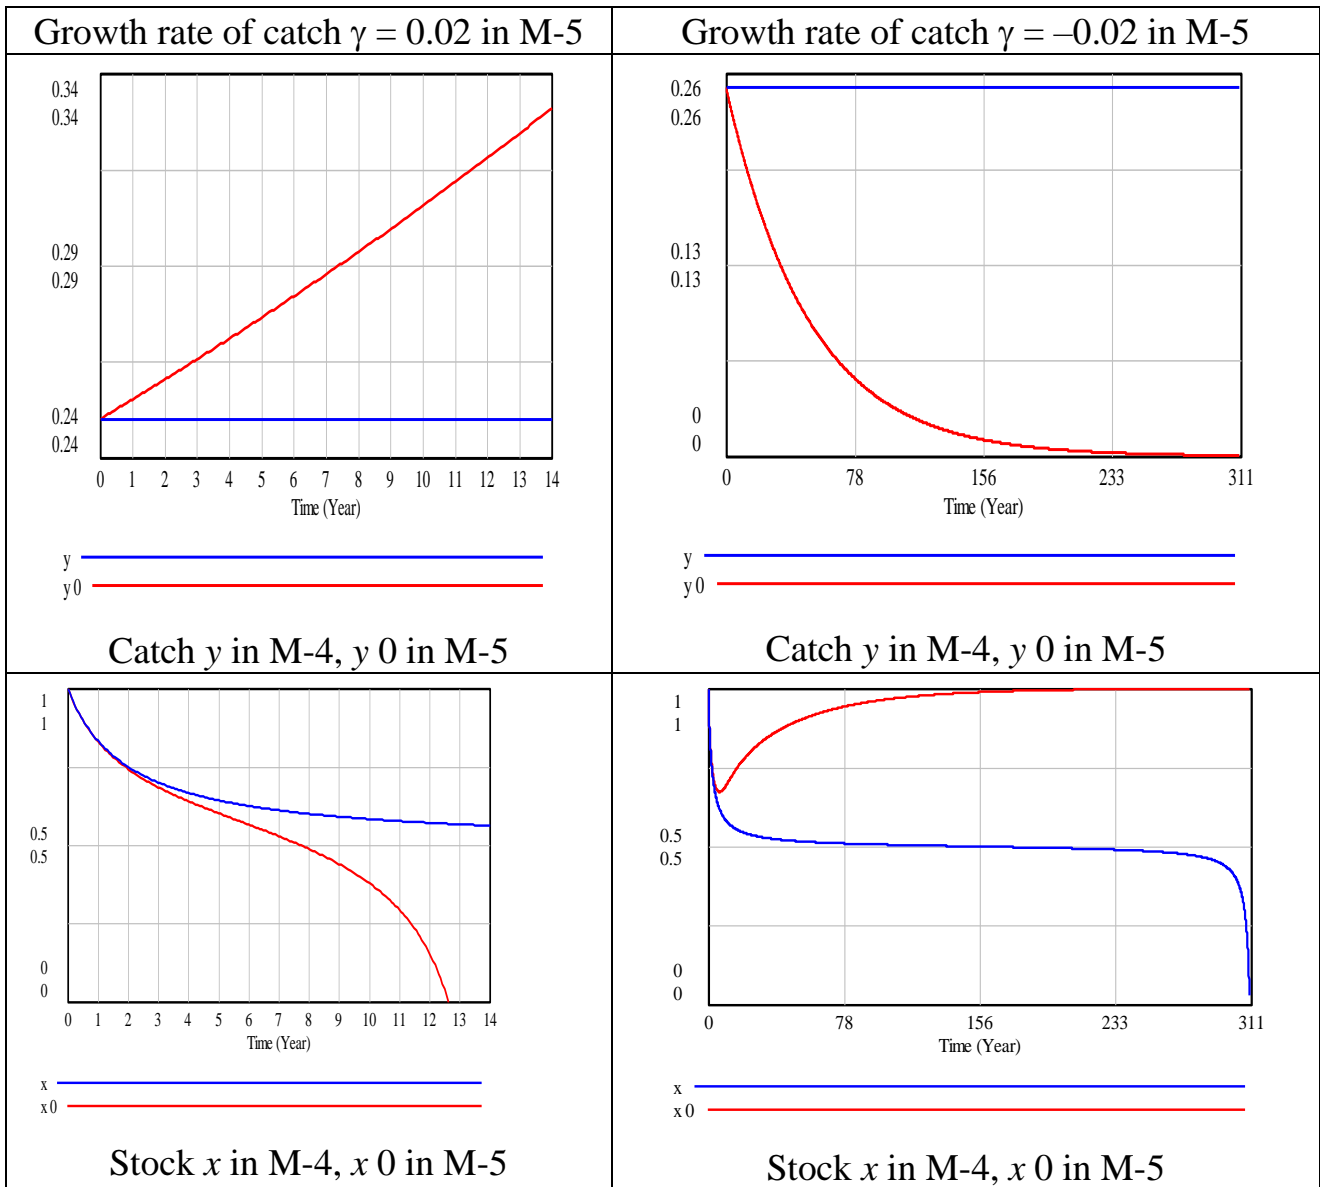 Growth rate of catch γ = 0.02 in M-5
Growth rate of catch γ = –0.02 in M-5
0.34
0.34
0.29
0.29
0.24
0.24
0 1 2 3 4 5 6 7 8 9 10 11 12 13 14
Time (Year)
y
y 0
Catch y in M-4, y 0 in M-5
0.26
0.26
0.13
0.13
0
0
0 78 156 233 311
Time (Year)
y
y 0
Catch y in M-4, y 0 in M-5
1
1
0.5
0.5
0
0
0 1 2 3 4 5 6 7 8 9 10 11 12 13 14
Time (Year)
x
x 0
Stock x in M-4, x 0 in M-5
1
1
0.5
0.5
0
0
0 78 156 233 311
Time (Year)
x
x 0
Stock x in M-4, x 0 in M-5